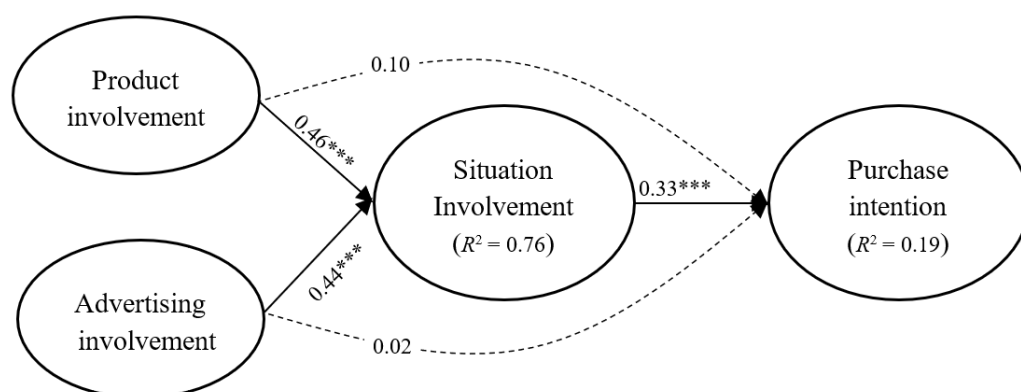 Product
involvement
0.10
0.46***
Situation
Involvement
(R² = 0.76)
0.33***
Purchase
intention
(R² = 0.19)
0.44***
Advertising
involvement
0.02